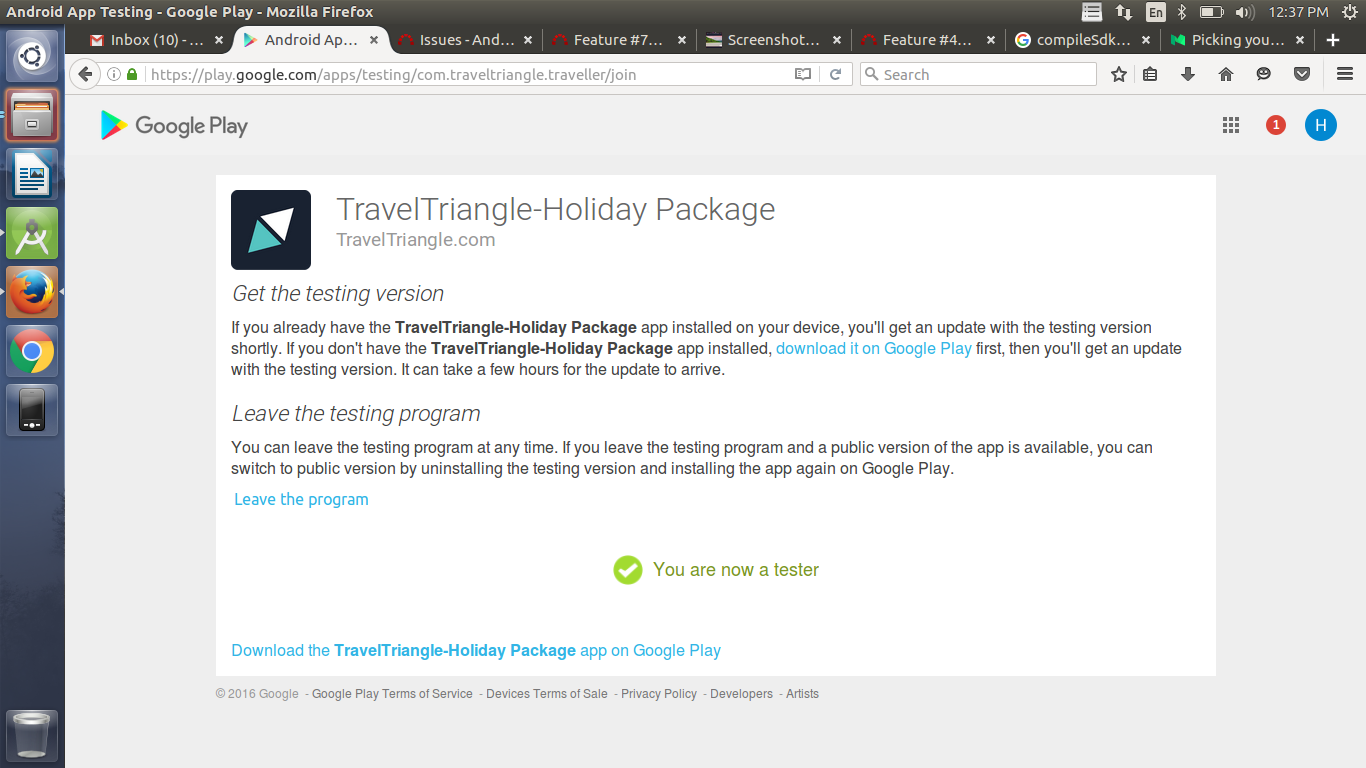 Android App Testing - Google Play - Mozilla Firefox
En
12:37 PM
Inbox (10) - ...
Android Ap...
Issues - And...
Feature #7...
Screenshot...
Feature #4...
compileSdk...
Picking you...
https://play.google.com/apps/testing/com.traveltriangle.traveller/join
Search
Google Play
1
H
TravelTriangle-Holiday Package
TravelTriangle.com
Get the testing version
If you already have the TravelTriangle-Holiday Package app installed on your device, you'll get an update with the testing version
shortly. If you don't have the TravelTriangle-Holiday Package app installed, download it on Google Play first, then you'll get an update
with the testing version. It can take a few hours for the update to arrive.
Leave the testing program
You can leave the testing program at any time. If you leave the testing program and a public version of the app is available, you can
switch to public version by uninstalling the testing version and installing the app again on Google Play.
Leave the program
You are now a tester
Download the TravelTriangle-Holiday Package app on Google Play
© 2016 Google - Google Play Terms of Service - Devices Terms of Sale - Privacy Policy - Developers - Artists